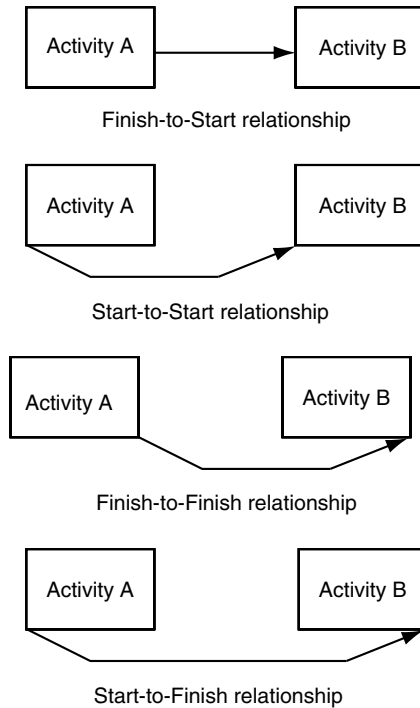 Activity A
Activity B
Finish-to-Start relationship
Activity A
Activity B
Start-to-Start relationship
Activity A
Activity B
Finish-to-Finish relationship
Activity A
Activity B
Start-to-Finish relationship